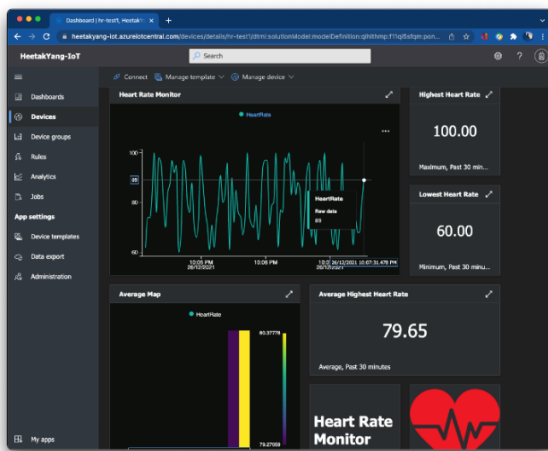 Dashboard | hr-test1, HeetakY
heetakyang-iot.azureiotcentral.com/devices/details/hr-test1/dtmi:solutionModel:modelDefinition:
HeetakYang-IoT
Search
Connect
Manage template
Manage device
Dashboards
Devices
Device groups
Rules
Analytics
Jobs
App settings
Device templates
Data export
Administration
My apps
Heart Rate Monitor
HeartRate
100
80
60
HeartRate
Raw data
89
10:05 PM
26/12/2021
10:06 PM
26/12/2021
26/12/2021 10:07:31.479 PM
Highest Heart Rate
100.00
Maximum, Past 30 min...
Lowest Heart Rate
60.00
Minimum, Past 30 minu...
Average Map
HeartRate
80.37778
Average Highest Heart Rate
79.65
Average, Past 30 minutes
Heart Rate
Monitor